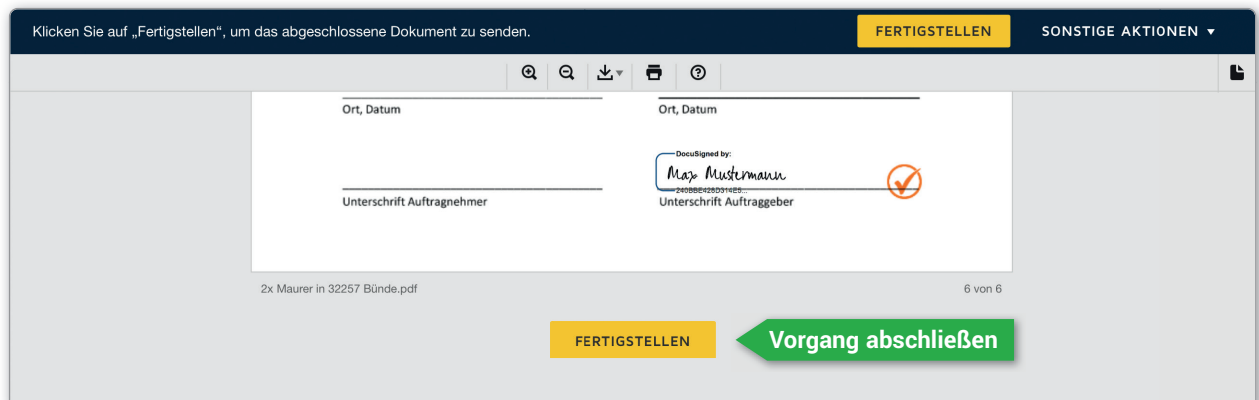 Klicken Sie auf „Fertigstellen“, um das abgeschlossene Dokument zu senden.
FERTIGSTELLEN
SONSTIGE AKTIONEN
Ort, Datum
Ort, Datum
DocuSigned by:
Max Mustermann
240BBE428D314E6...
Unterschrift Auftragnehmer
Unterschrift Auftraggeber
2x Maurer in 32257 Bünde.pdf
6 von 6
FERTIGSTELLEN
Vorgang abschließen